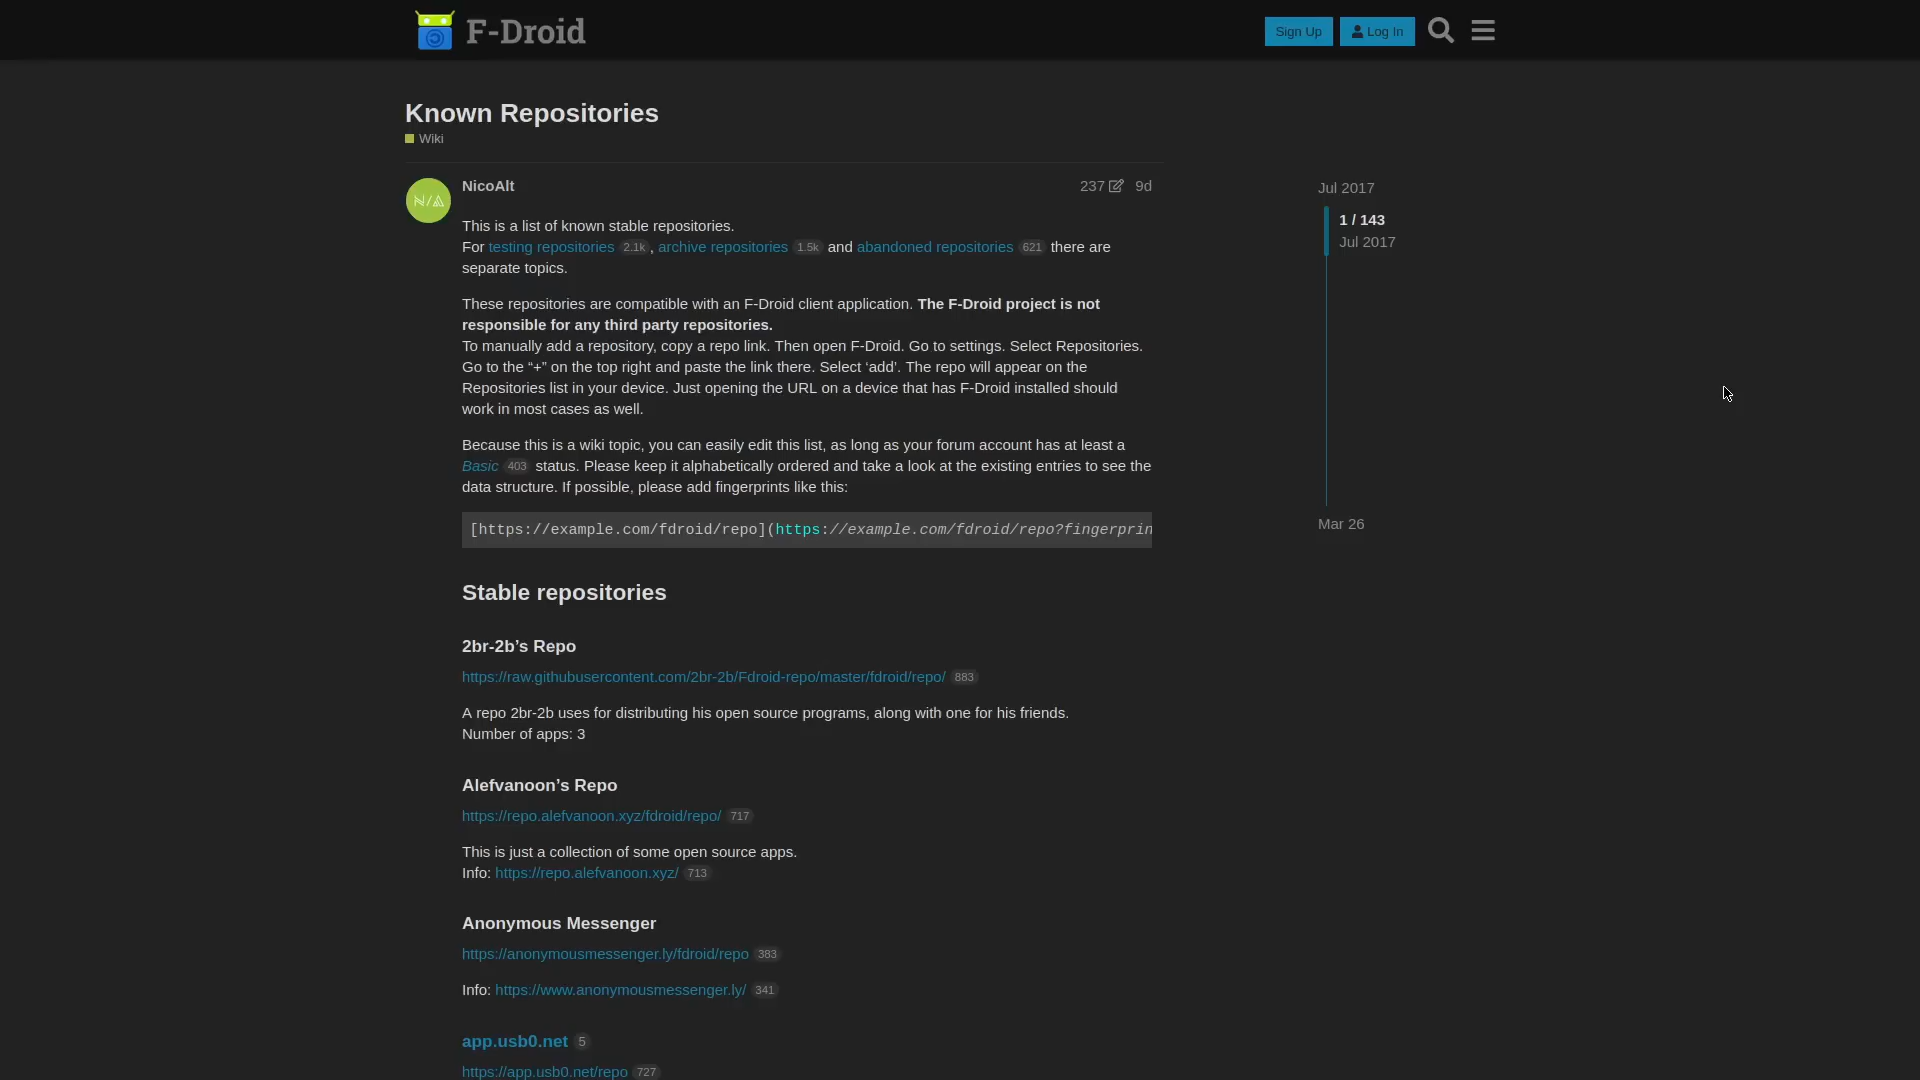 F-Droid
Sign Up
Log In
Known Repositories
Wiki
N/A
NicoAlt
237
9d
This is a list of known stable repositories.
For testing repositories 2.1k , archive repositories 1.5k and abandoned repositories 621 there are
separate topics.
These repositories are compatible with an F-Droid client application. The F-Droid project is not
responsible for any third party repositories.
To manually add a repository, copy a repo link. Then open F-Droid. Go to settings. Select Repositories.
Go to the “+” on the top right and paste the link there. Select ‘add’. The repo will appear on the
Repositories list in your device. Just opening the URL on a device that has F-Droid installed should
work in most cases as well.
Because this is a wiki topic, you can easily edit this list, as long as your forum account has at least a
Basic 403 status. Please keep it alphabetically ordered and take a look at the existing entries to see the
data structure. If possible, please add fingerprints like this:
[https://example.com/fdroid/repo](https://example.com/fdroid/repo?fingerprin
Stable repositories
2br-2b’s Repo
https://raw.githubusercontent.com/2br-2b/Fdroid-repo/master/fdroid/repo/ 883
A repo 2br-2b uses for distributing his open source programs, along with one for his friends.
Number of apps: 3
Alefvanoon’s Repo
https://repo.alefvanoon.xyz/fdroid/repo/ 717
This is just a collection of some open source apps.
Info: https://repo.alefvanoon.xyz/ 713
Anonymous Messenger
https://anonymousmessenger.ly/fdroid/repo 383
Info: https://www.anonymousmessenger.ly/ 341
app.usb0.net 5
https://app.usb0.net/repo 727
Jul 2017
1 / 143
Jul 2017
Mar 26